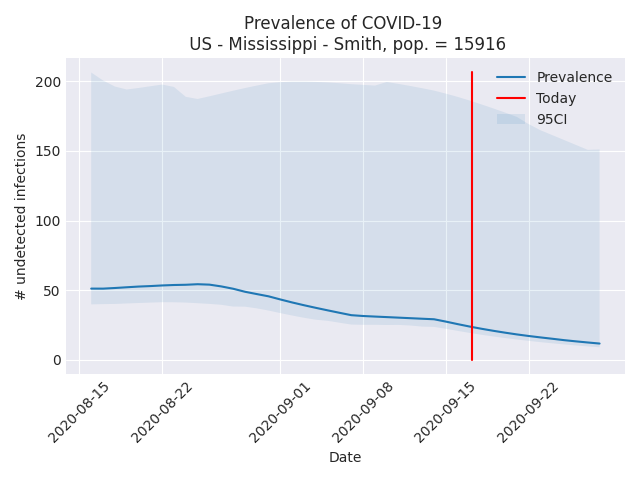 Prevalence of COVID-19
US - Mississippi - Smith, pop. = 15916
Prevalence
Today
95CI
200
150
100
50
0
# undetected infections
2020-08-15
2020-08-22
2020-09-01
2020-09-08
2020-09-15
2020-09-22
Date